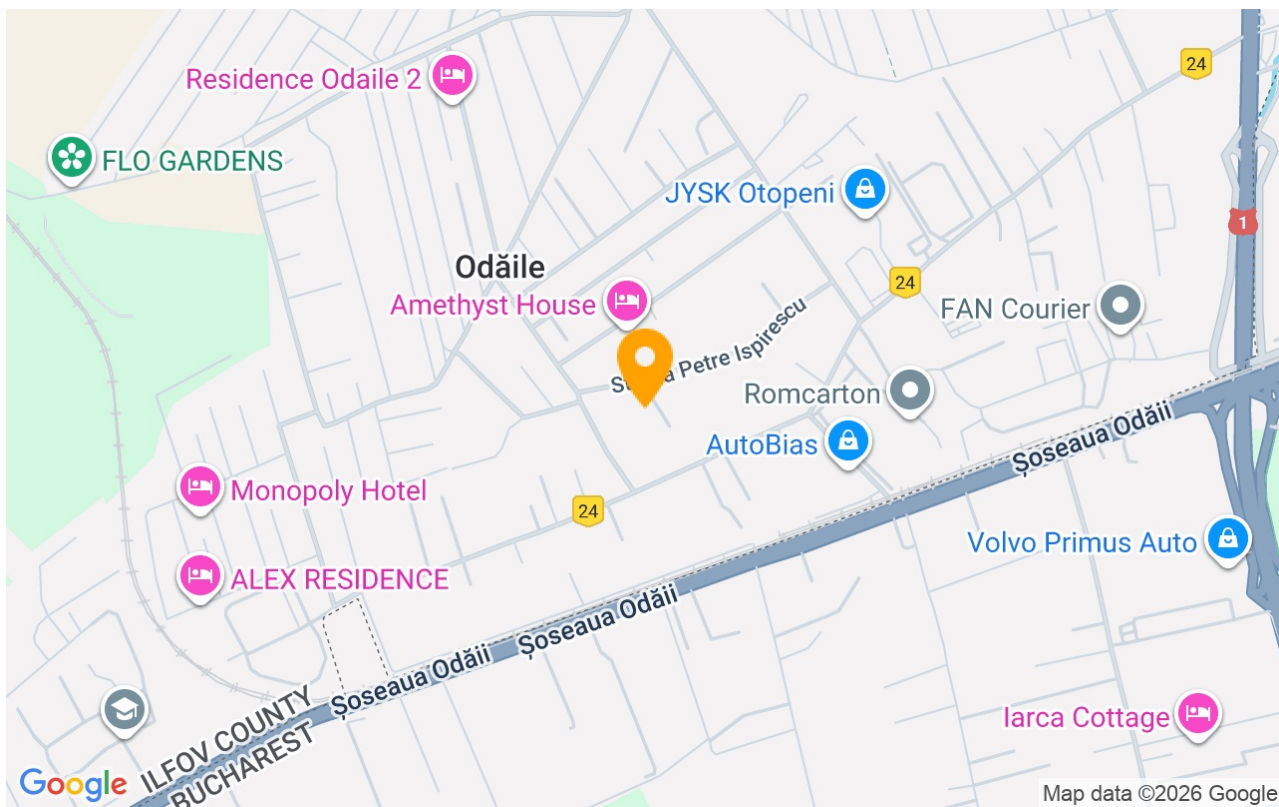 Residence Odaile 2
24
FLO GARDENS
JYSK Otopeni
1
Odăile
24
Amethyst House
FAN Courier
Petre Ispirescu
Romcarton
AutoBias
Șoseaua Odăii
Monopoly Hotel
24
Volvo Primus Auto
ALEX RESIDENCE
Șoseaua Odăii
Șoseaua Odăii
Iarca Cottage
ILFOV COUNTY
BUCHAREST
Google
Map data ©2026 Google